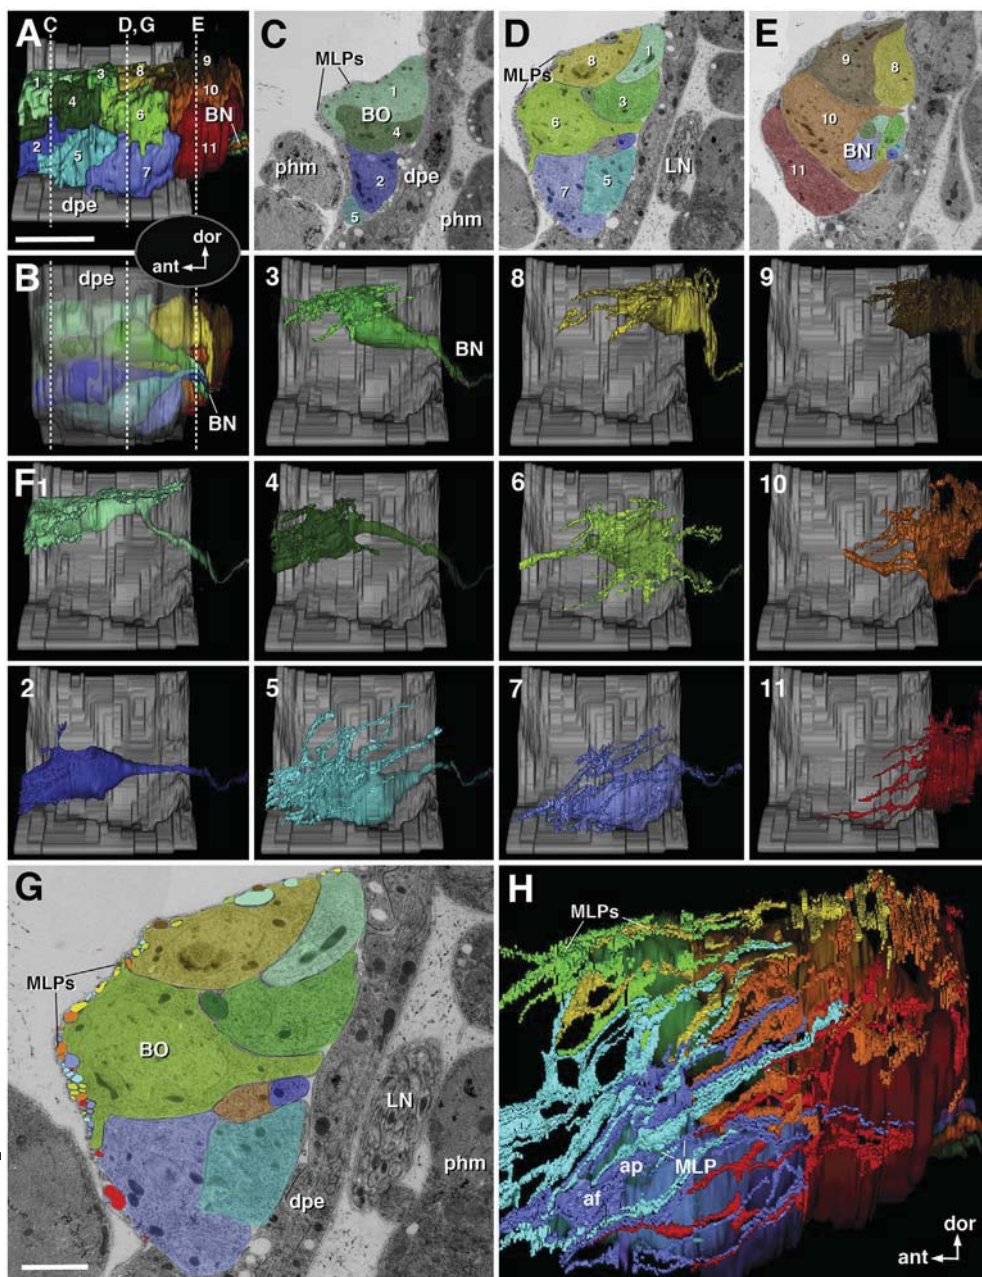 A
C
D, G
E
1
3
8
9
4
10
6
BN
2
5
7
11
dpe
C
MLPs
1
BO
4
phm
2
dpe
5
phm
D
MLPs
8
1
3
6
7
5
LN
E
9
8
10
BN
11
dor
ant
B
dpe
BN
3
BN
8
9
F1
4
6
10
2
5
7
11
G
MLPs
BO
LN
phm
dpe
H
MLPs
ap
MLP
af
dor
ant